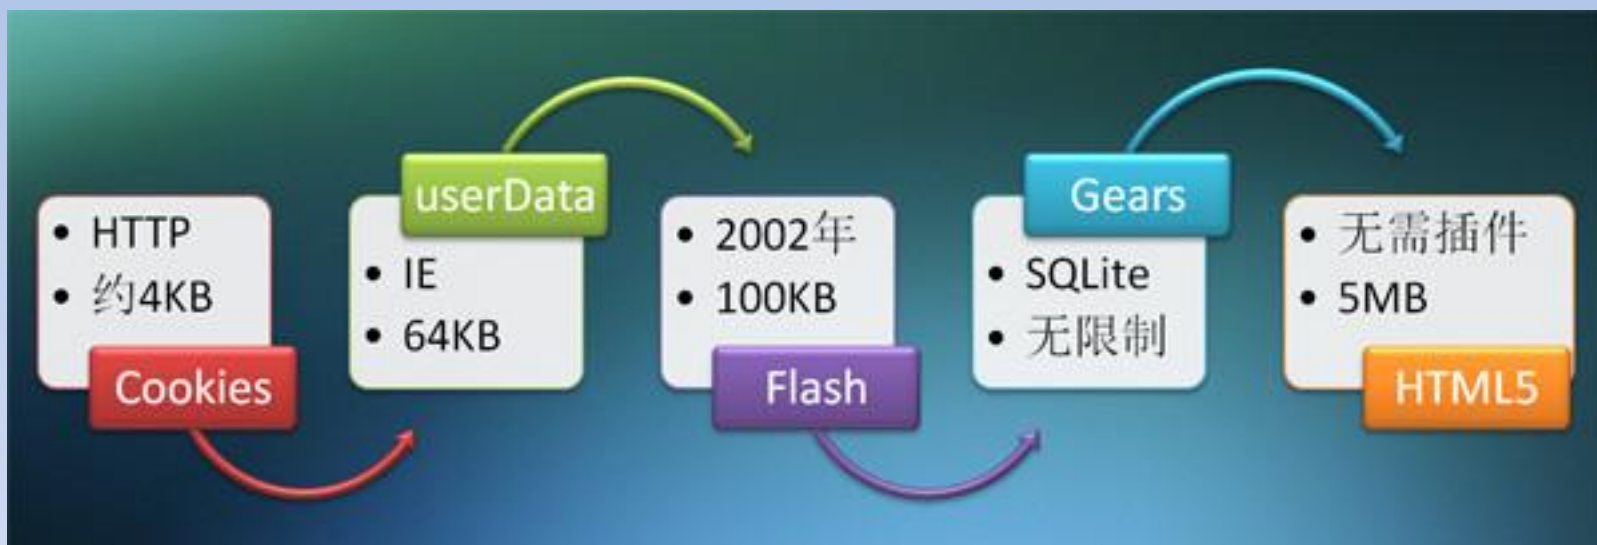 HTTP
约4KB
Cookies
userData
IE
64KB
2002年
100KB
Flash
Gears
SQLite
无限制
无需插件
5MB
HTML5